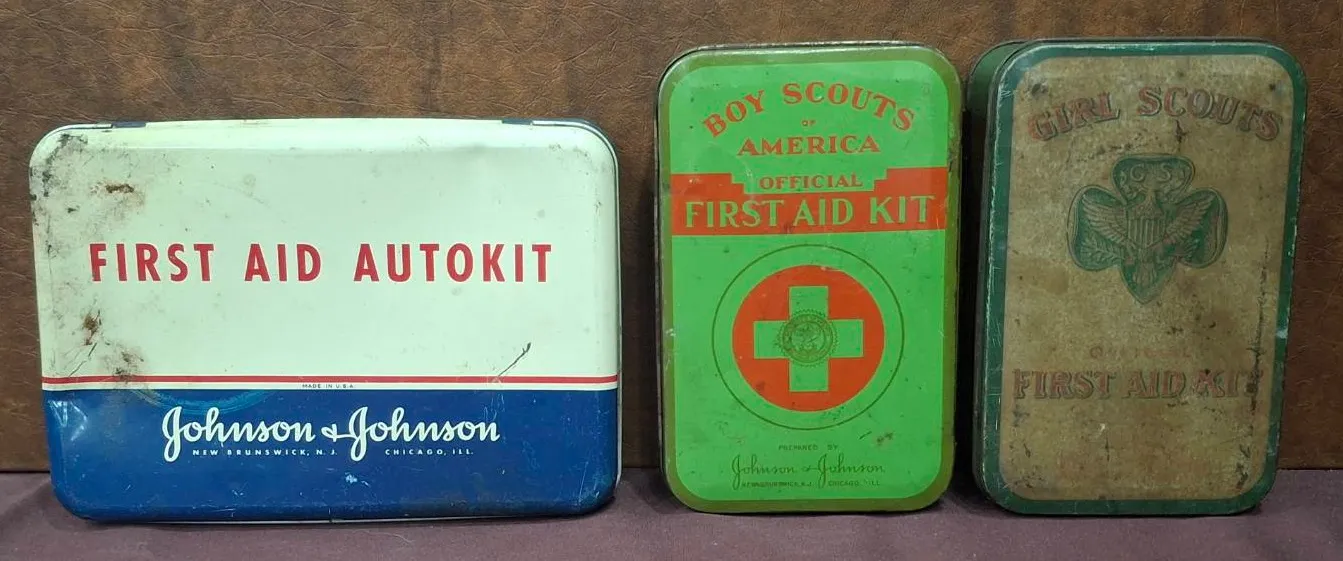 FIRST AID AUTOKIT
MADE IN U.S.A.
Johnson & Johnson
NEW BRUNSWICK, N. J. CHICAGO, ILL.
BOY SCOUTS
OF
AMERICA
OFFICIAL
FIRST AID KIT
PREPARED BY
Johnson & Johnson
NEW BRUNSWICK, N.J. CHICAGO, ILL.
GIRL SCOUTS
GS
OFFICIAL
FIRST AID KIT